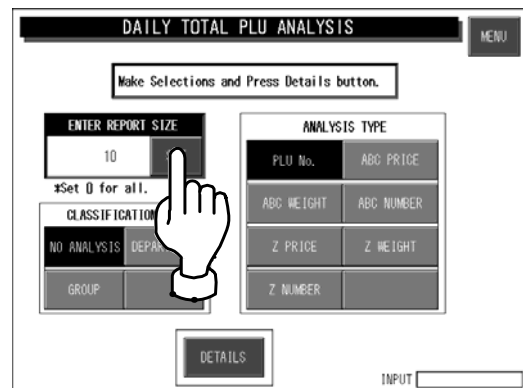 DAILY TOTAL PLU ANALYSIS
MENU
Make Selections and Press Details button.
ENTER REPORT SIZE
10
*Set 0 for all.
CLASSIFICATION
NO ANALYSIS
GROUP
ANALYSIS TYPE
PLU No. ABC PRICE
ABC WEIGHT ABC NUMBER
Z PRICE Z WEIGHT
Z NUMBER
DETAILS
INPUT